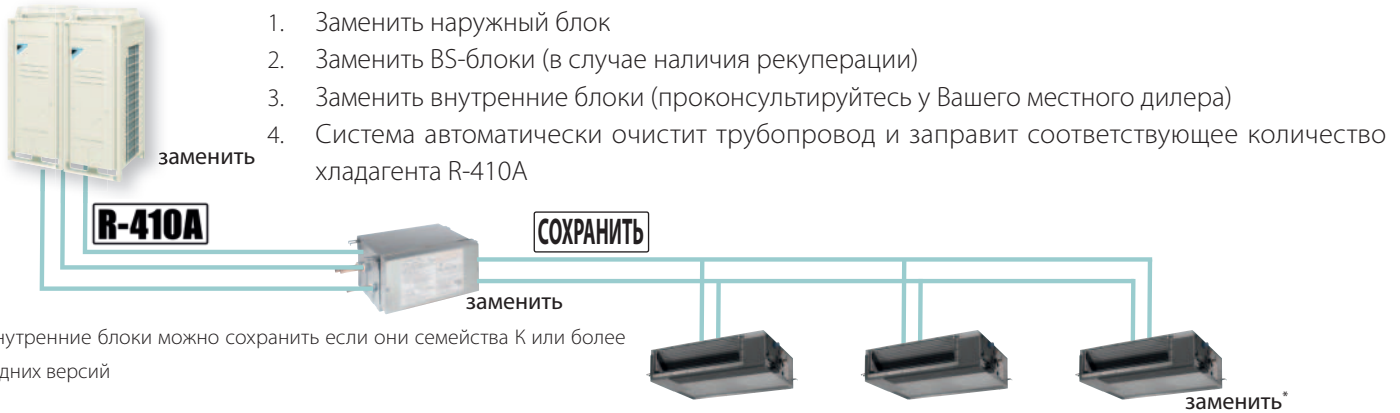 1. Заменить наружный блок
2. Заменить BS-блоки (в случае наличия рекуперации)
3. Заменить внутренние блоки (проконсультируйтесь у Вашего местного дилера)
4. Система автоматически очистит трубопровод и заправит соответствующее количество
хладагента R-410A
заменить
R-410A
СОХРАНИТЬ
заменить
нутренние блоки можно сохранить если они семейства K или более
дних версий
заменить*